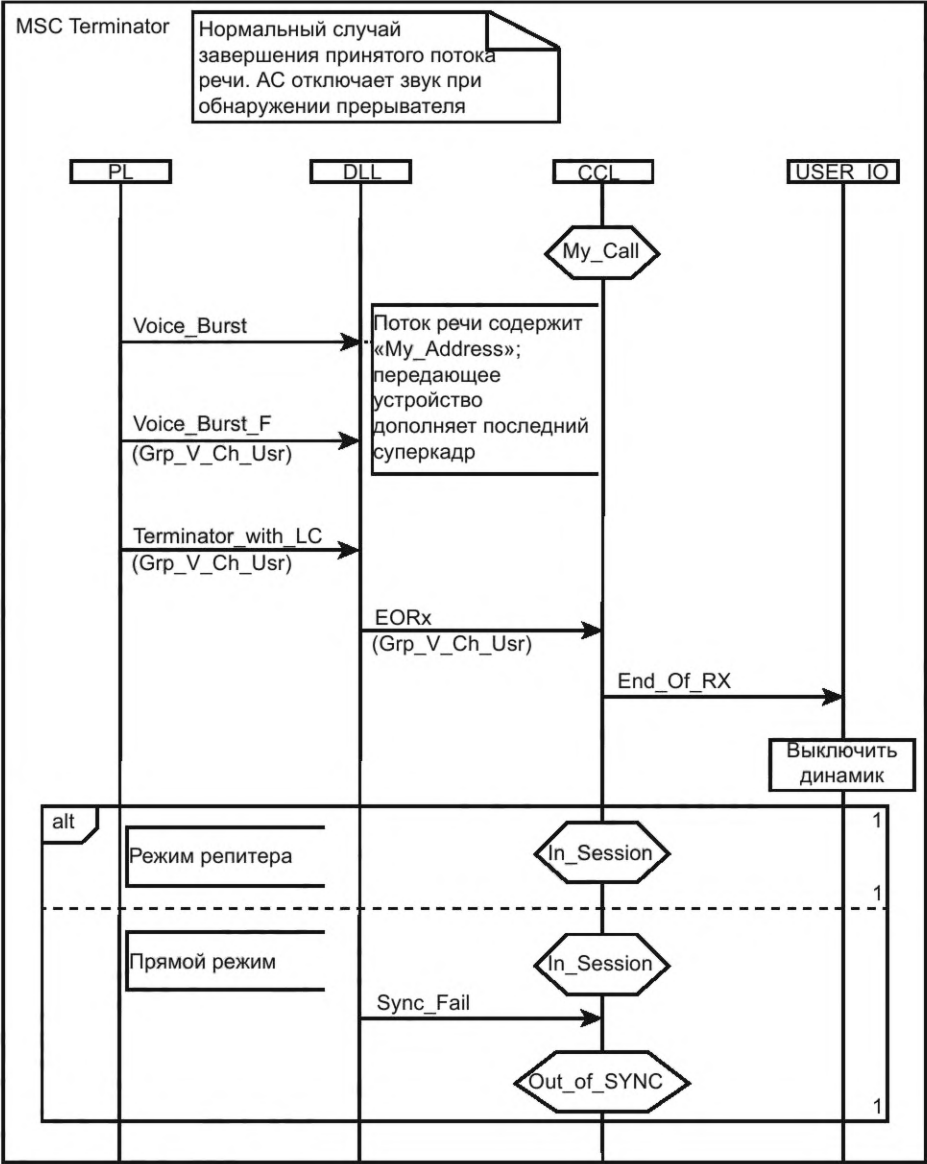 MSC Terminator
Нормальный случай
завершения принятого потока
речи. АС отключает звук при
обнаружении прерывателя
PL
DLL
CCL
USER_IO
My_Call
Voice_Burst
Поток речи содержит
«My_Address»;
передающее
устройство
дополняет последний
суперкадр
Voice_Burst_F
(Grp_V_Ch_Usr)
Terminator_with_LC
(Grp_V_Ch_Usr)
EORx
(Grp_V_Ch_Usr)
End_Of_RX
Выключить
динамик
alt
1
Режим репитера
In_Session
1
Прямой режим
In_Session
Sync_Fail
Out_of_SYNC
1